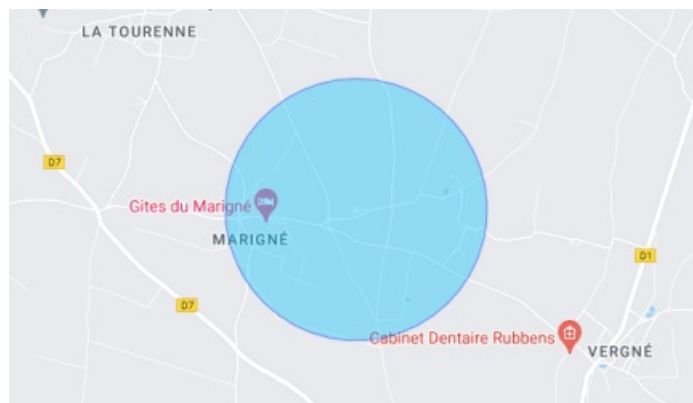 LA TOURENNE
D7
Gites du Marigné
MARIGNÉ
D1
D7
Cabinet Dentaire Rubbens
VERGNÉ